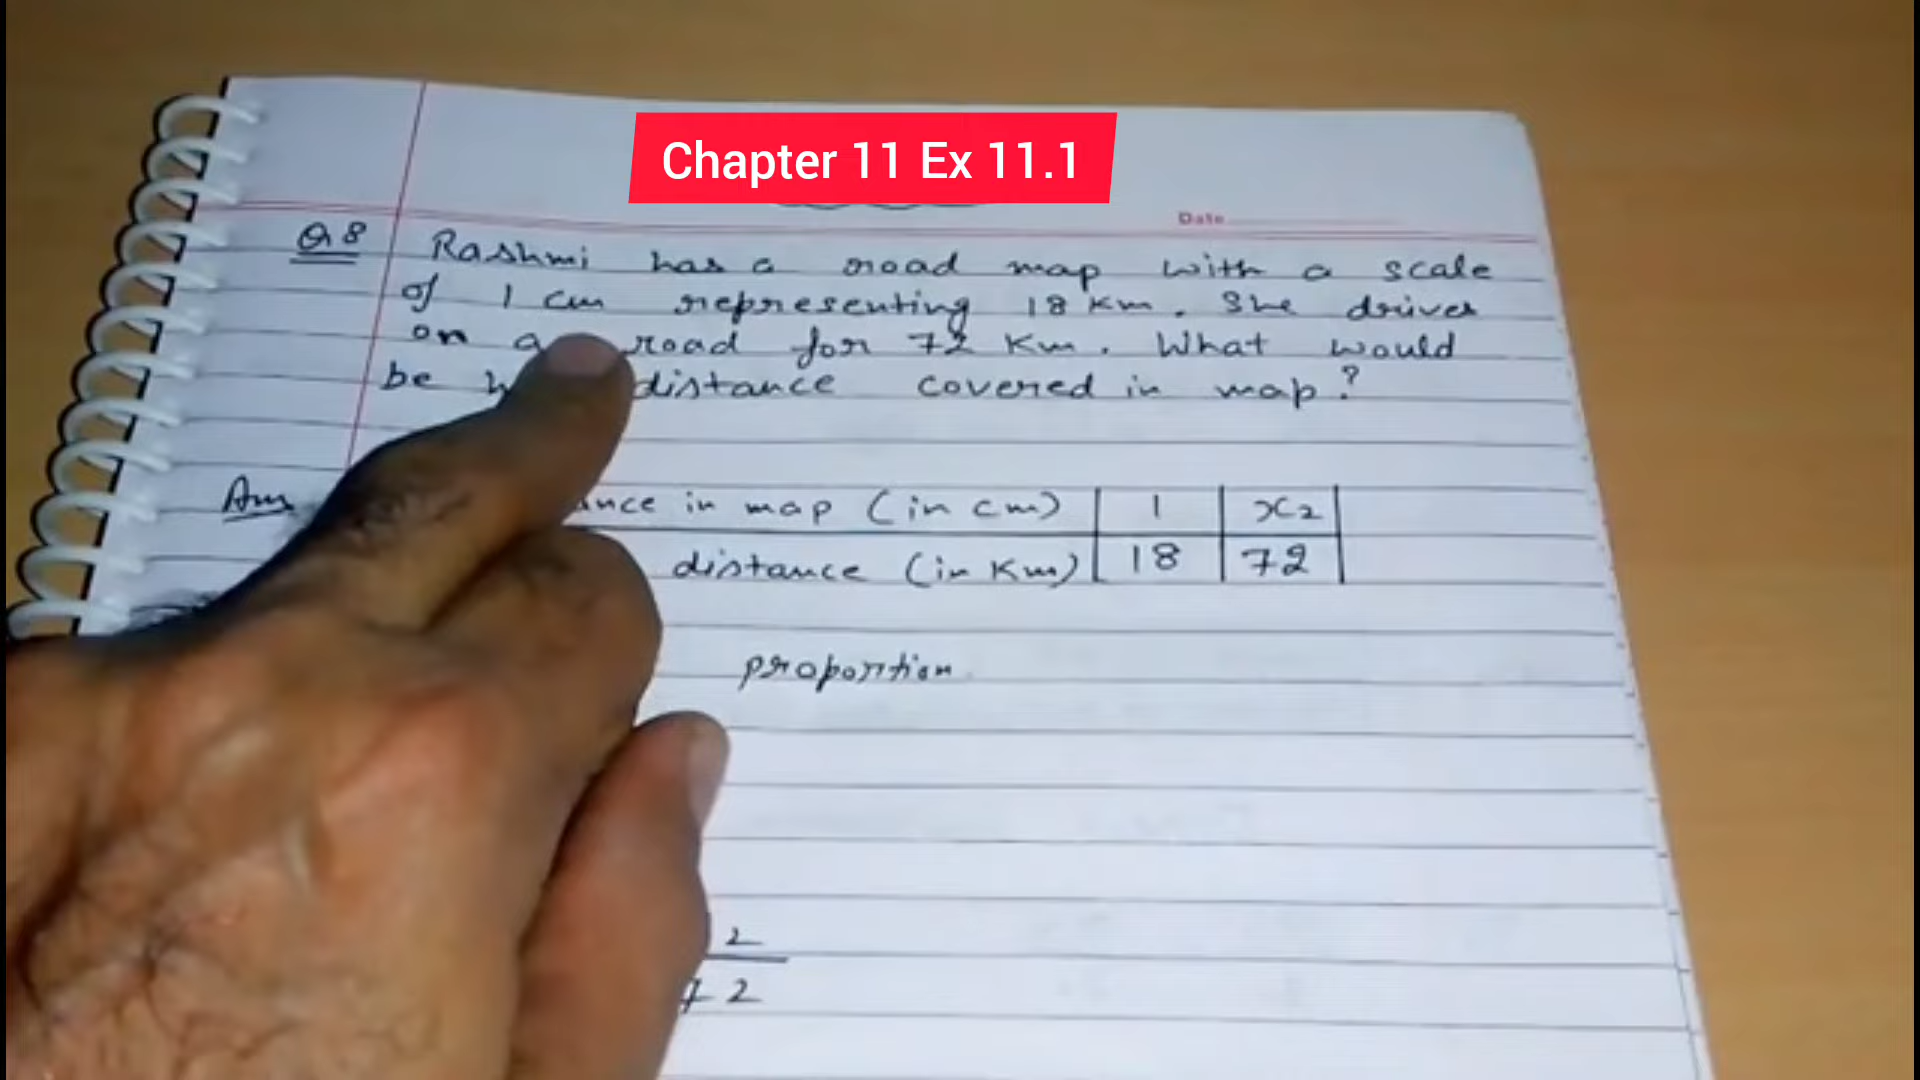 Chapter 11 Ex 11.1
Date
Q 8 Rashmi has a road map with a scale
of 1 cm representing 18 Km. She drives
on a road for 72 Km. What would
be distance covered in map?
Ans in map (in cm) 1 x2
distance (in Km) 18 72
proportion
2
72